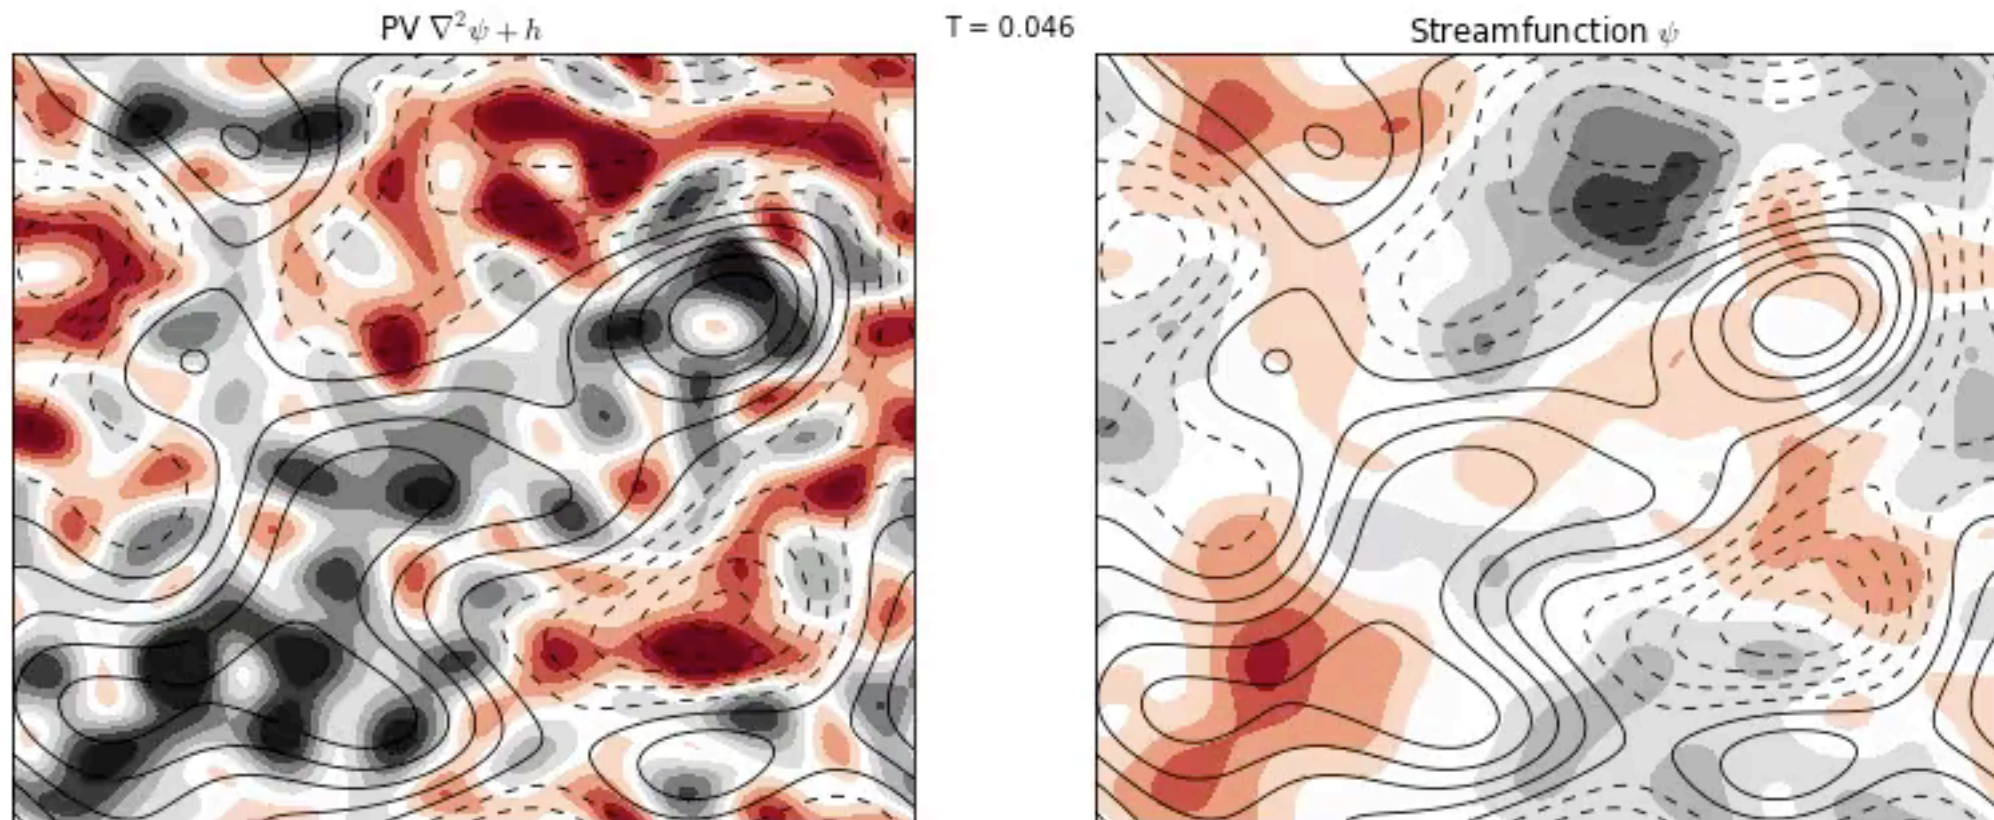 PV ∇²ψ + h
T = 0.046
Streamfunction ψ